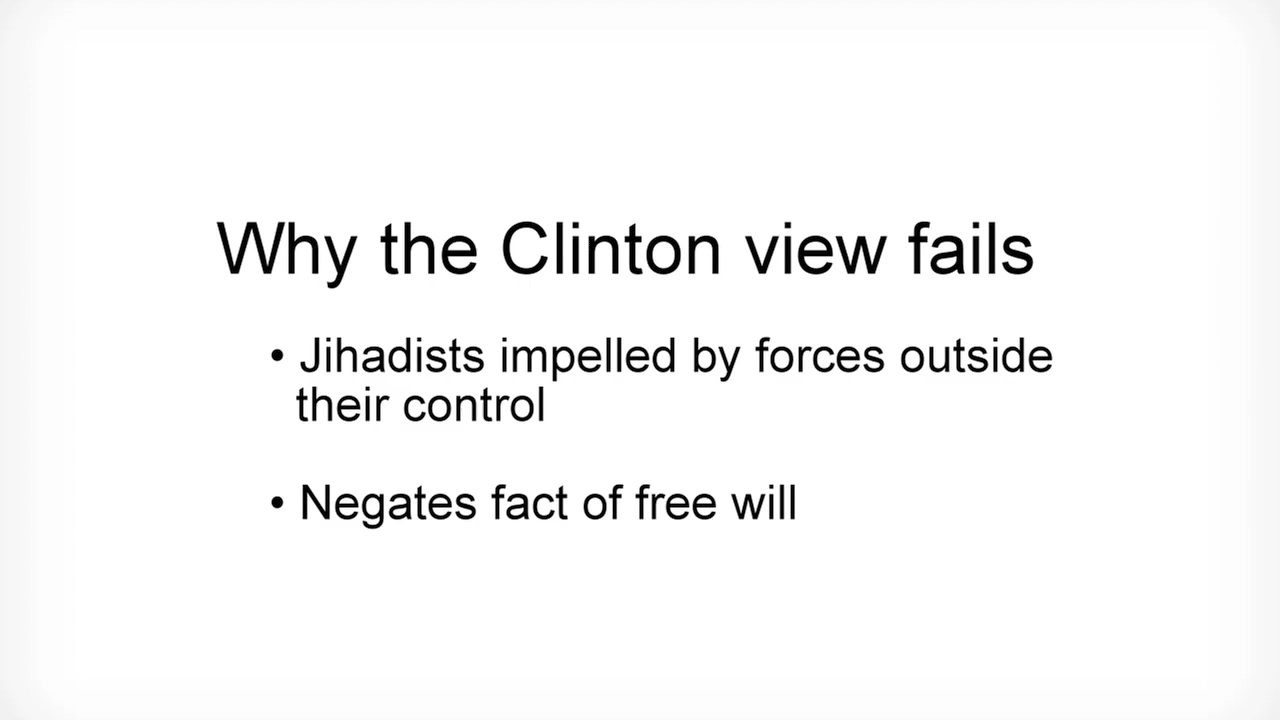 Why the Clinton view fails
• Jihadists impelled by forces outside
their control
• Negates fact of free will